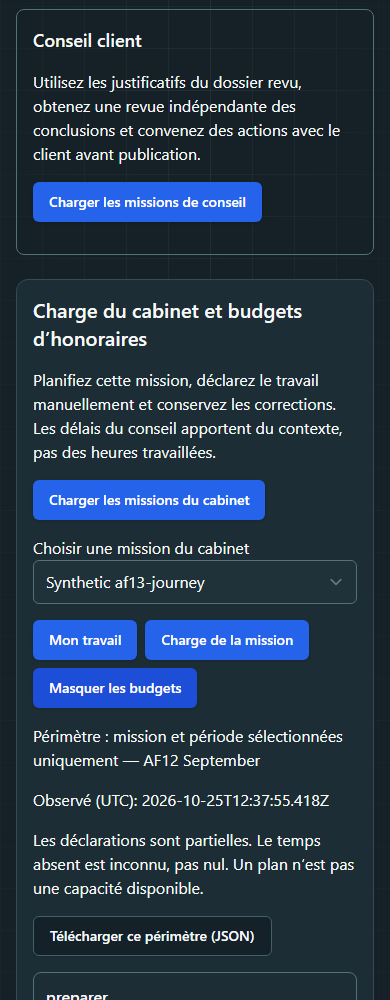 Conseil client
Utilisez les justificatifs du dossier revu,
obtenez une revue indépendante des
conclusions et convenez des actions avec le
client avant publication.
Charger les missions de conseil
Charge du cabinet et budgets
d’honoraires
Planifiez cette mission, déclarez le travail
manuellement et conservez les corrections.
Les délais du conseil apportent du contexte,
pas des heures travaillées.
Charger les missions du cabinet
Choisir une mission du cabinet
Synthetic af13-journey
Mon travail
Charge de la mission
Masquer les budgets
Périmètre : mission et période sélectionnées
uniquement — AF12 September
Observé (UTC): 2026-10-25T12:37:55.418Z
Les déclarations sont partielles. Le temps
absent est inconnu, pas nul. Un plan n’est pas
une capacité disponible.
Télécharger ce périmètre (JSON)
preparer